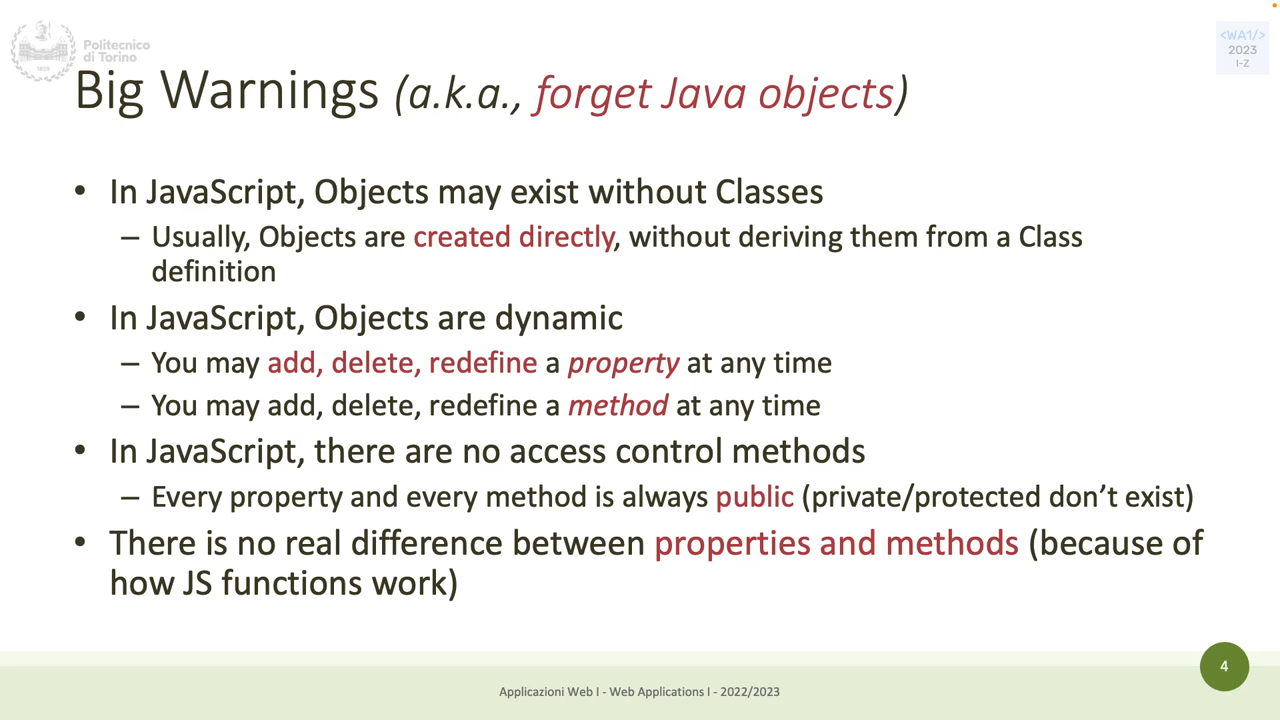 Politecnico
di Torino
1859
<WA1/>
2023
I-Z
Big Warnings (a.k.a., forget Java objects)
• In JavaScript, Objects may exist without Classes
– Usually, Objects are created directly, without deriving them from a Class
definition
• In JavaScript, Objects are dynamic
– You may add, delete, redefine a property at any time
– You may add, delete, redefine a method at any time
• In JavaScript, there are no access control methods
– Every property and every method is always public (private/protected don’t exist)
• There is no real difference between properties and methods (because of
how JS functions work)
4
Applicazioni Web I - Web Applications I - 2022/2023